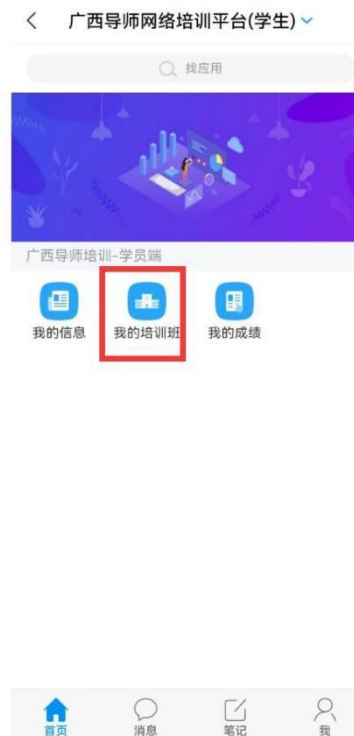 广西导师网络培训平台(学生)
找应用
广西导师培训-学员端
我的信息 我的培训班 我的成绩
首页 消息 笔记 我